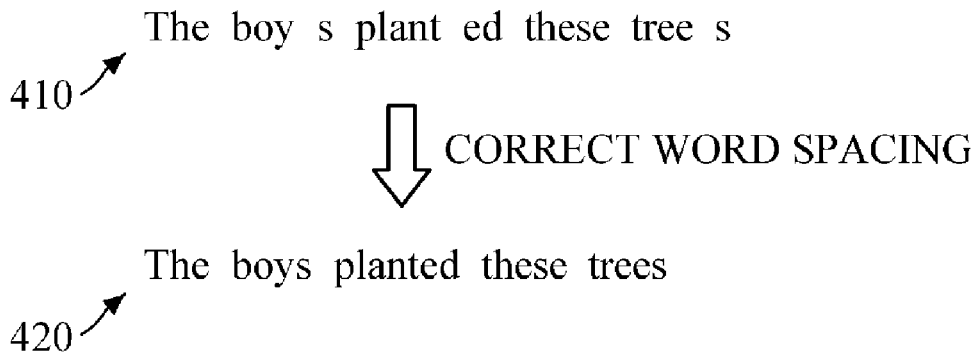 The boy s plant ed these tree s
410
CORRECT WORD SPACING
The boys planted these trees
420